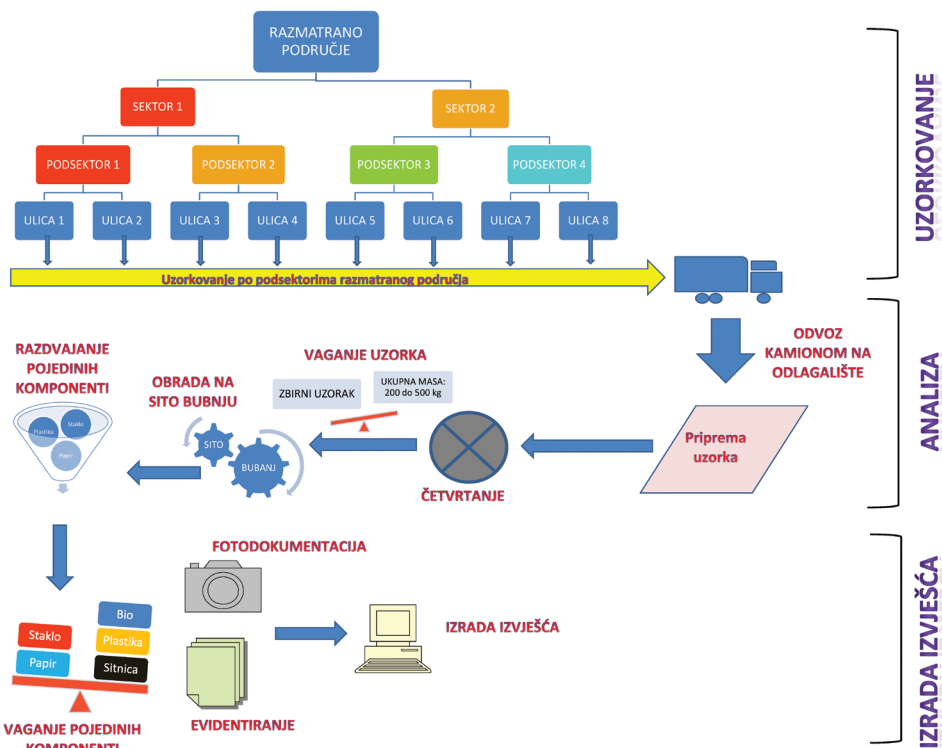 RAZMATRANO
PODRUČJE
SEKTOR 1
SEKTOR 2
PODSEKTOR 1
PODSEKTOR 2
PODSEKTOR 3
PODSEKTOR 4
ULICA 1
ULICA 2
ULICA 3
ULICA 4
ULICA 5
ULICA 6
ULICA 7
ULICA 8
Uzorkovanje po podsektorima razmatranog područja
UZORKOVANJE
ODVOZ
KAMIONOM NA
ODLAGALIŠTE
Priprema
uzorka
ČETVRTANJE
VAGANJE UZORKA
ZBIRNI UZORAK
UKUPNA MASA:
200 do 500 kg
OBRADA NA
SITO BUBNJU
SITO
BUBANJ
RAZDVAJANJE
POJEDINIH
KOMPONENTI
Plastika
Staklo
Papir
ANALIZA
Staklo
Papir
Bio
Plastika
Sitnica
VAGANJE POJEDINIH
KOMPONENTI
FOTODOKUMENTACIJA
EVIDENTIRANJE
IZRADA IZVJEŠĆA
IZRADA IZVJEŠĆA